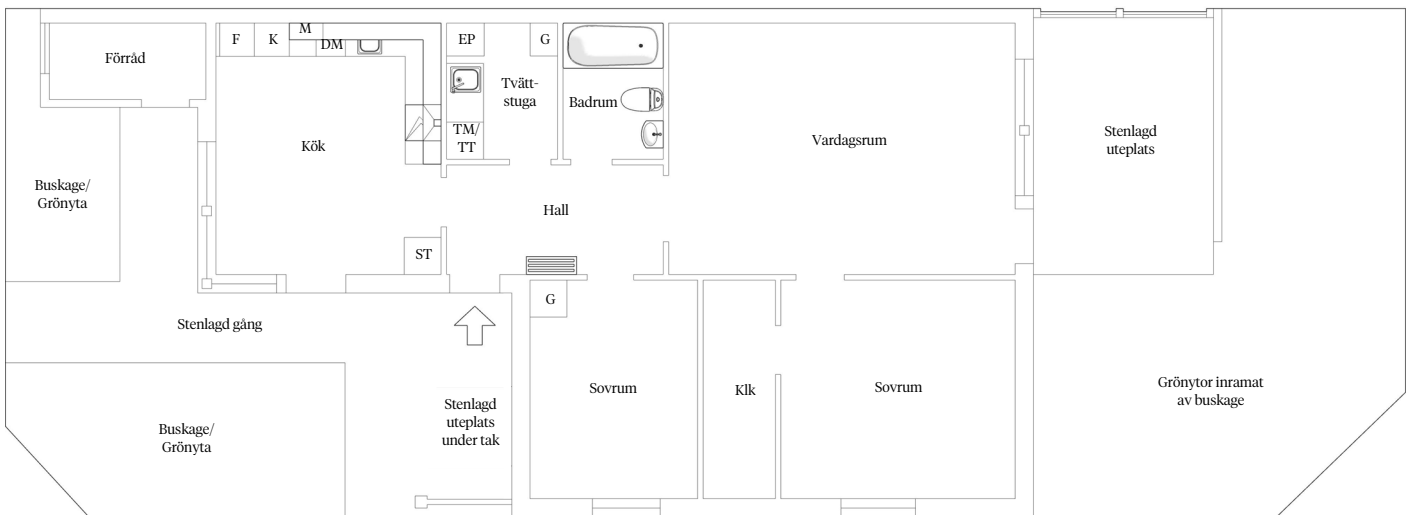 Förråd
F
K
M
DM
EP
G
Tvätt-
stuga
TM/
TT
Badrum
Kök
Vardagsrum
Stenlagd
uteplats
Buskage/
Grönyta
Hall
ST
G
Stenlagd gång
Sovrum
Klk
Sovrum
Grönytor inramat
av buskage
Stenlagd
uteplats
under tak
Buskage/
Grönyta